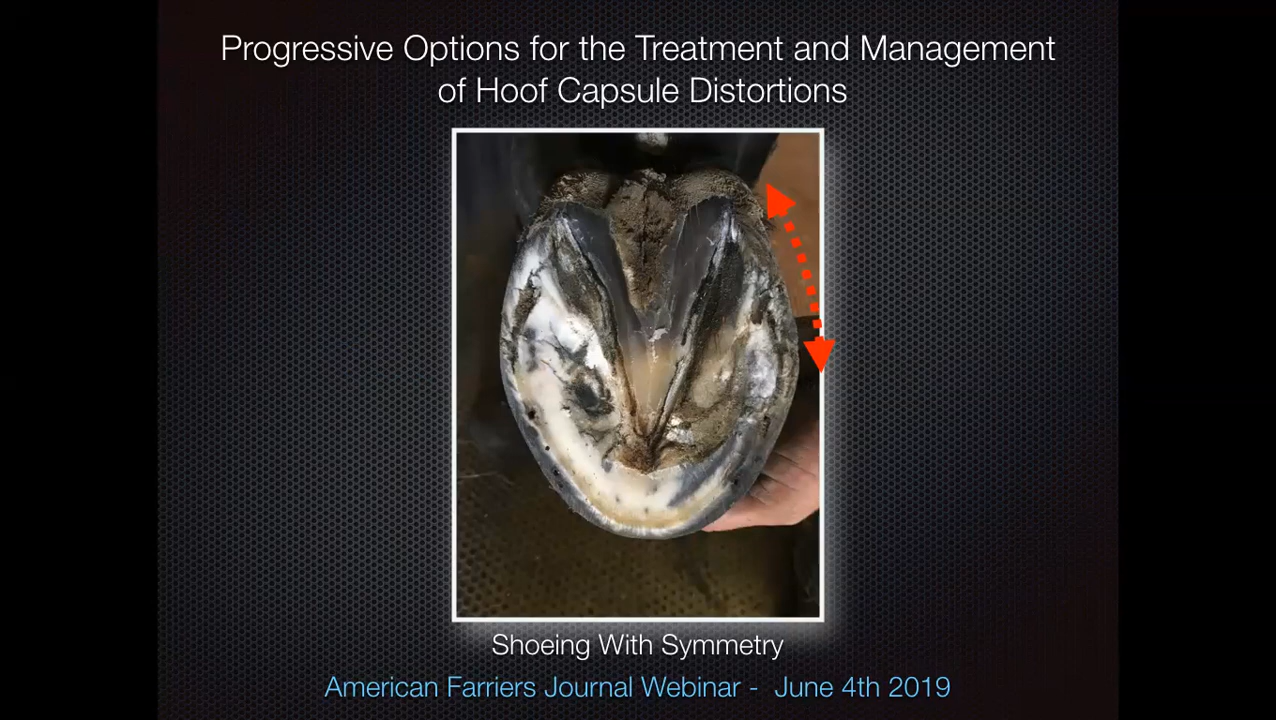 Progressive Options for the Treatment and Management
of Hoof Capsule Distortions
Shoeing With Symmetry
American Farriers Journal Webinar - June 4th 2019